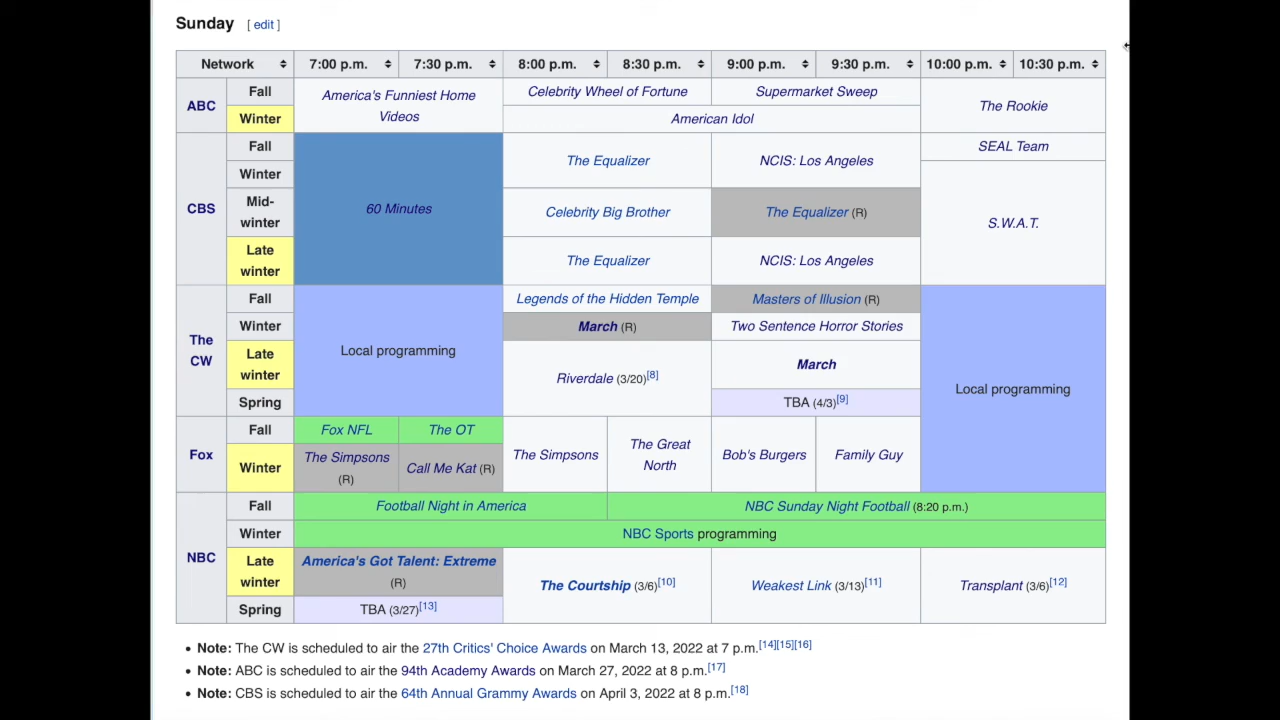 Sunday [ edit ]
Network 7:00 p.m. 7:30 p.m. 8:00 p.m. 8:30 p.m. 9:00 p.m. 9:30 p.m. 10:00 p.m. 10:30 p.m.
ABC
Fall
America's Funniest Home
Videos
Celebrity Wheel of Fortune
Supermarket Sweep
The Rookie
Winter
American Idol
CBS
Fall
60 Minutes
The Equalizer
NCIS: Los Angeles
SEAL Team
Winter
S.W.A.T.
Mid-
winter
Celebrity Big Brother
The Equalizer (R)
Late
winter
The Equalizer
NCIS: Los Angeles
The
CW
Fall
Local programming
Legends of the Hidden Temple
Masters of Illusion (R)
Local programming
Winter
March (R)
Two Sentence Horror Stories
Late
winter
Riverdale (3/20)[8]
March
Spring
TBA (4/3)[9]
Fox
Fall
Fox NFL
The OT
The Simpsons
The Great
North
Bob's Burgers
Family Guy
Winter
The Simpsons
(R)
Call Me Kat (R)
NBC
Fall
Football Night in America
NBC Sunday Night Football (8:20 p.m.)
Winter
NBC Sports programming
Late
winter
America's Got Talent: Extreme
(R)
The Courtship (3/6)[10]
Weakest Link (3/13)[11]
Transplant (3/6)[12]
Spring
TBA (3/27)[13]
• Note: The CW is scheduled to air the 27th Critics' Choice Awards on March 13, 2022 at 7 p.m.[14][15][16]
• Note: ABC is scheduled to air the 94th Academy Awards on March 27, 2022 at 8 p.m.[17]
• Note: CBS is scheduled to air the 64th Annual Grammy Awards on April 3, 2022 at 8 p.m.[18]